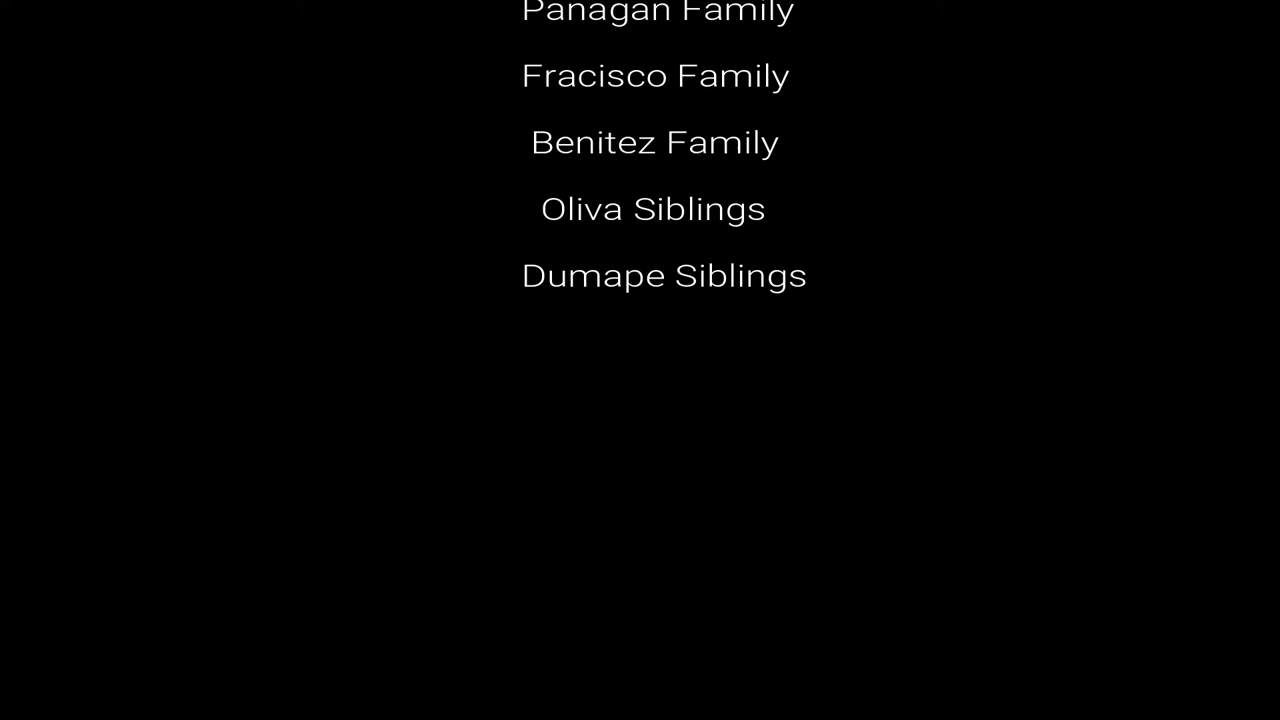 Panagan Family
Fracisco Family
Benitez Family
Oliva Siblings
Dumape Siblings